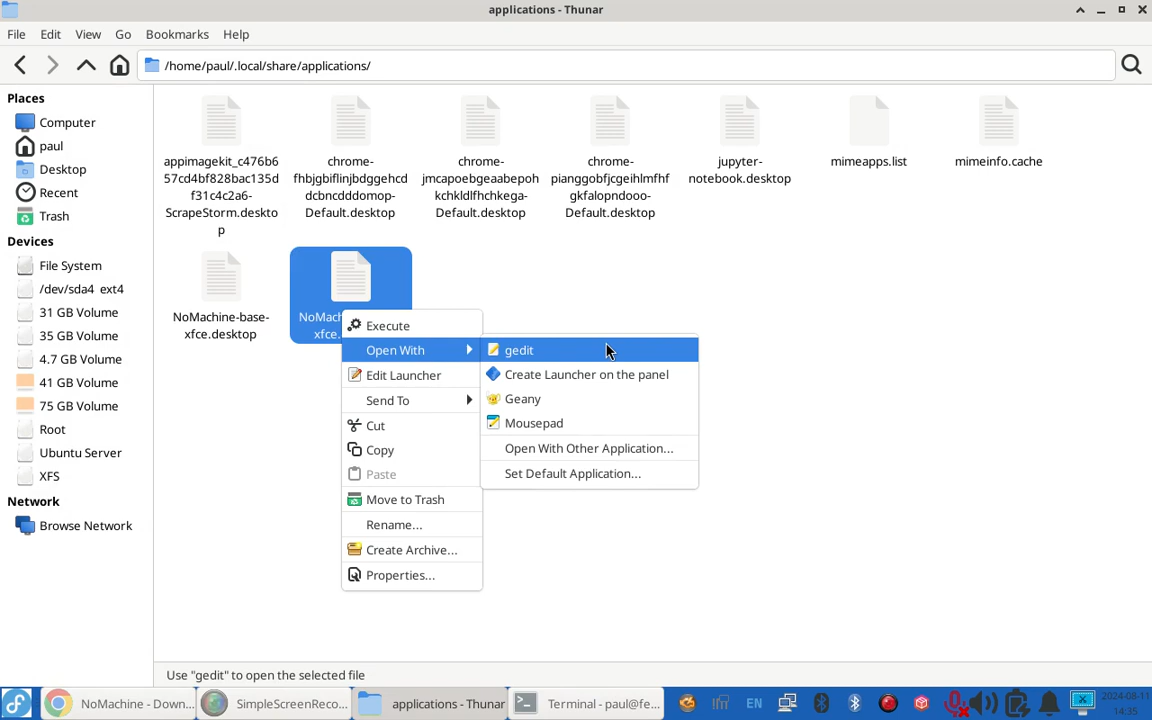 applications - Thunar
File Edit View Go Bookmarks Help
/home/paul/.local/share/applications/
Places
Computer
paul
Desktop
Recent
Trash
Devices
File System
/dev/sda4 ext4
31 GB Volume
35 GB Volume
4.7 GB Volume
41 GB Volume
75 GB Volume
Root
Ubuntu Server
XFS
Network
Browse Network
appimagekit_c476b6
57cd4bf828bac135d
f31c4c2a6-
ScrapeStorm.deskto
p
chrome-
fhbjgbiflinjbdggehcd
dcbncdddomop-
Default.desktop
chrome-
jmcapoebgeaabepoh
kchkldlfhchkega-
Default.desktop
chrome-
pianggobfjcgeihlmfhf
gkfalopndooo-
Default.desktop
jupyter-
notebook.desktop
mimeapps.list
mimeinfo.cache
NoMachine-base-
xfce.desktop
NoMach
xfce.
Execute
Open With
Edit Launcher
Send To
Cut
Copy
Paste
Move to Trash
Rename...
Create Archive...
Properties...
gedit
Create Launcher on the panel
Geany
Mousepad
Open With Other Application...
Set Default Application...
Use "gedit" to open the selected file
NoMachine - Down...
SimpleScreenReco...
applications - Thunar
Terminal - paul@fe...
EN
2024-08-11
14:35